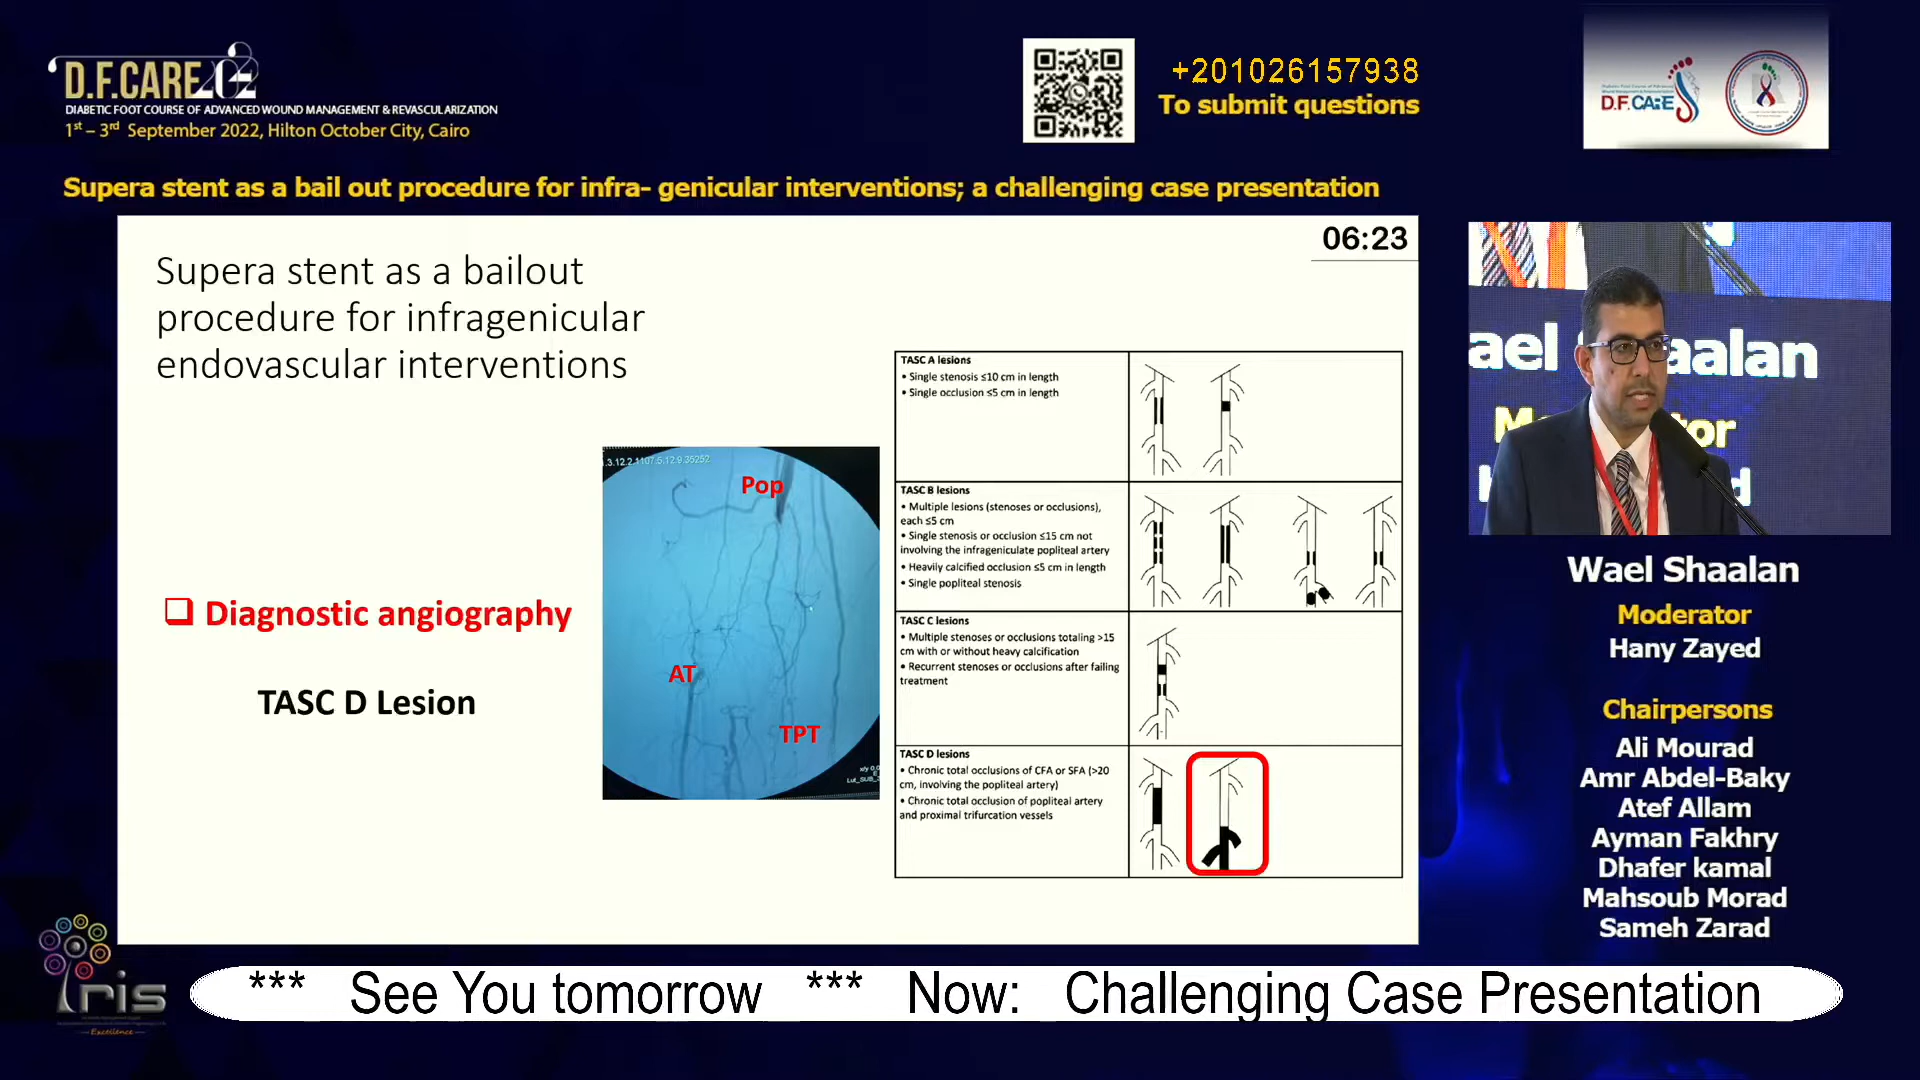 D.F.CARE
DIABETIC FOOT COURSE OF ADVANCED WOUND MANAGEMENT & REVASCULARIZATION
1st – 3rd September 2022, Hilton October City, Cairo
+201026157938
To submit questions
D.F.CARE
Supera stent as a bail out procedure for infra- genicular interventions; a challenging case presentation
06:23
Supera stent as a bailout
procedure for infragenicular
endovascular interventions
Diagnostic angiography
TASC D Lesion
Pop
AT
TPT
TASC A lesions
• Single stenosis ≤10 cm in length
• Single occlusion ≤5 cm in length
TASC B lesions
• Multiple lesions (stenoses or occlusions),
each ≤5 cm
• Single stenosis or occlusion ≤15 cm not
involving the infrageniculate popliteal artery
• Heavily calcified occlusion ≤5 cm in length
• Single popliteal stenosis
TASC C lesions
• Multiple stenoses or occlusions totaling >15
cm with or without heavy calcification
• Recurrent stenoses or occlusions after failing
treatment
TASC D lesions
• Chronic total occlusions of CFA or SFA (>20
cm, involving the popliteal artery)
• Chronic total occlusion of popliteal artery
and proximal trifurcation vessels
ael Shaalan
Wael Shaalan
Moderator
Hany Zayed
Chairpersons
Ali Mourad
Amr Abdel-Baky
Atef Allam
Ayman Fakhry
Dhafer kamal
Mahsoub Morad
Sameh Zarad
Iris
Excellence
*** See You tomorrow *** Now: Challenging Case Presentation